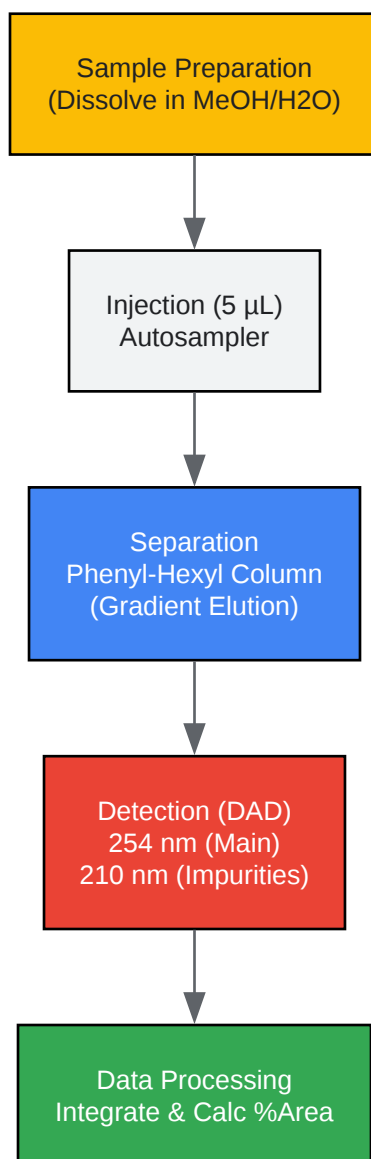 Sample Preparation
(Dissolve in MeOH/H2O)
Injection (5 µL)
Autosampler
Separation
Phenyl-Hexyl Column
(Gradient Elution)
Detection (DAD)
254 nm (Main)
210 nm (Impurities)
Data Processing
Integrate & Calc %Area